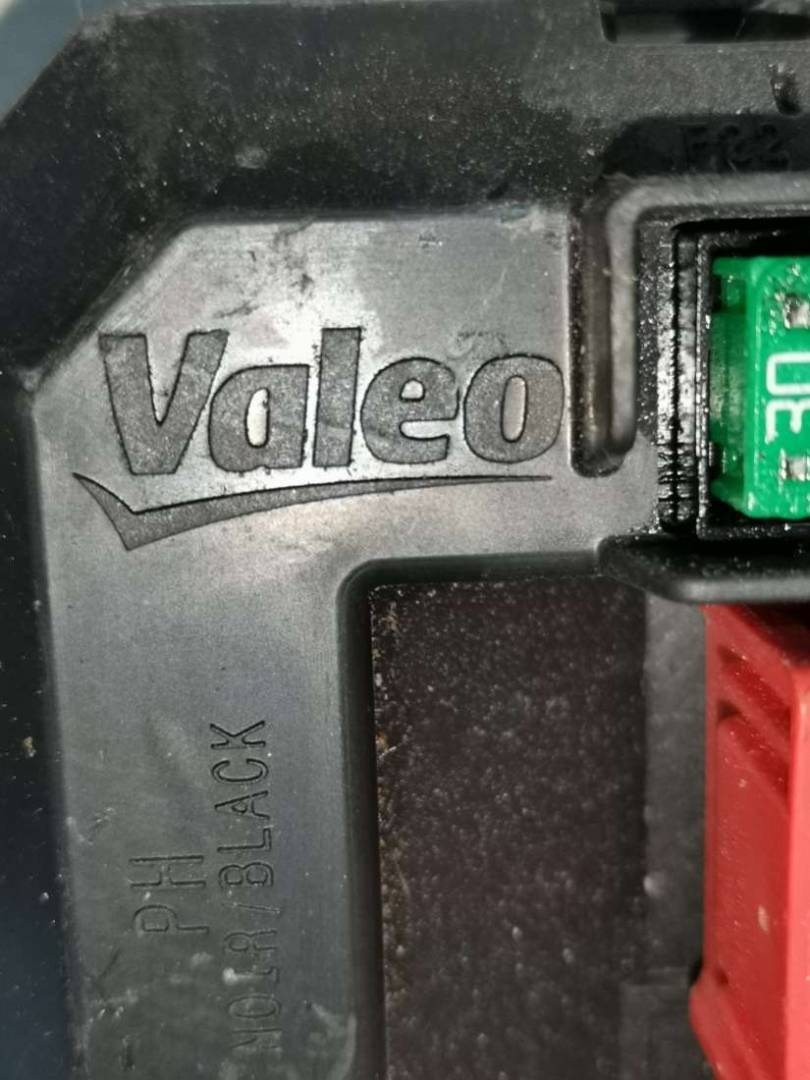 Valeo
30
PH
NOIR/BLACK